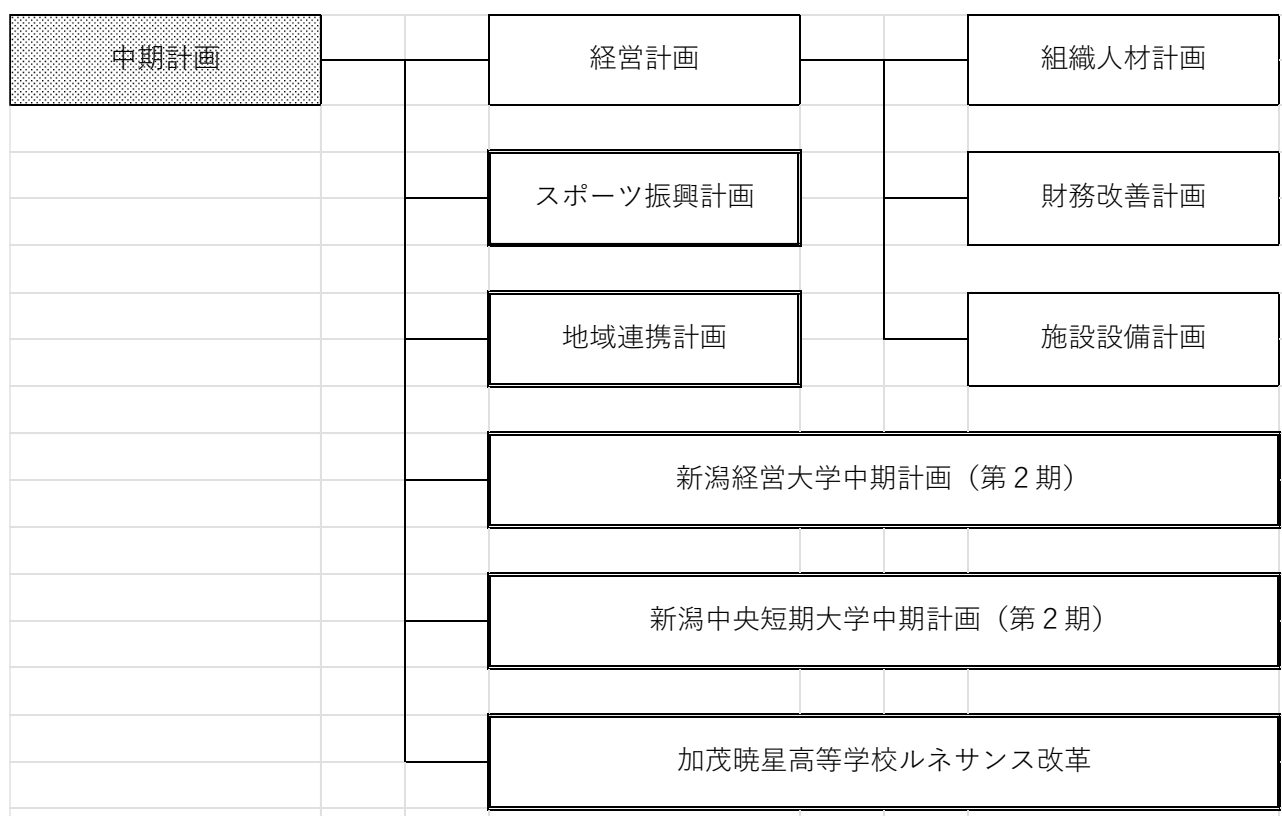 中期計画
経営計画
組織人材計画
スポーツ振興計画
財務改善計画
地域連携計画
施設設備計画
新潟経営大学中期計画（第２期）
新潟中央短期大学中期計画（第２期）
加茂暁星高等学校ルネサンス改革